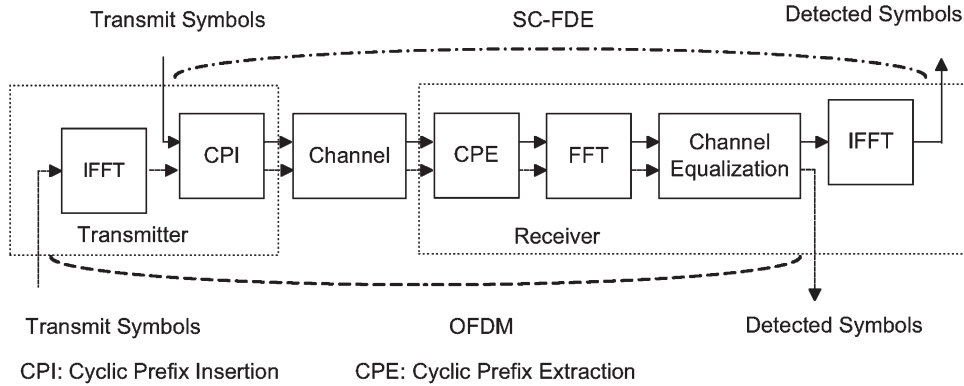 Transmit Symbols
SC-FDE
Detected Symbols
IFFT
CPI
Channel
CPE
FFT
Channel
Equalization
IFFT
Transmitter
Receiver
Transmit Symbols
OFDM
Detected Symbols
CPI: Cyclic Prefix Insertion
CPE: Cyclic Prefix Extraction